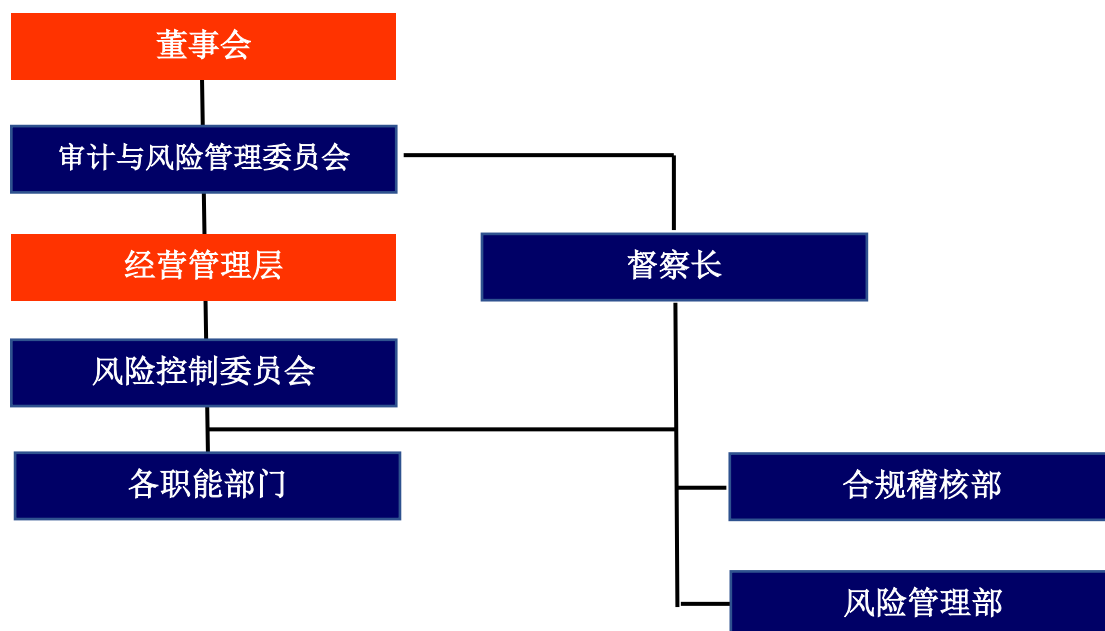 董事会
审计与风险管理委员会
经营管理层
督察长
风险控制委员会
各职能部门
合规稽核部
风险管理部